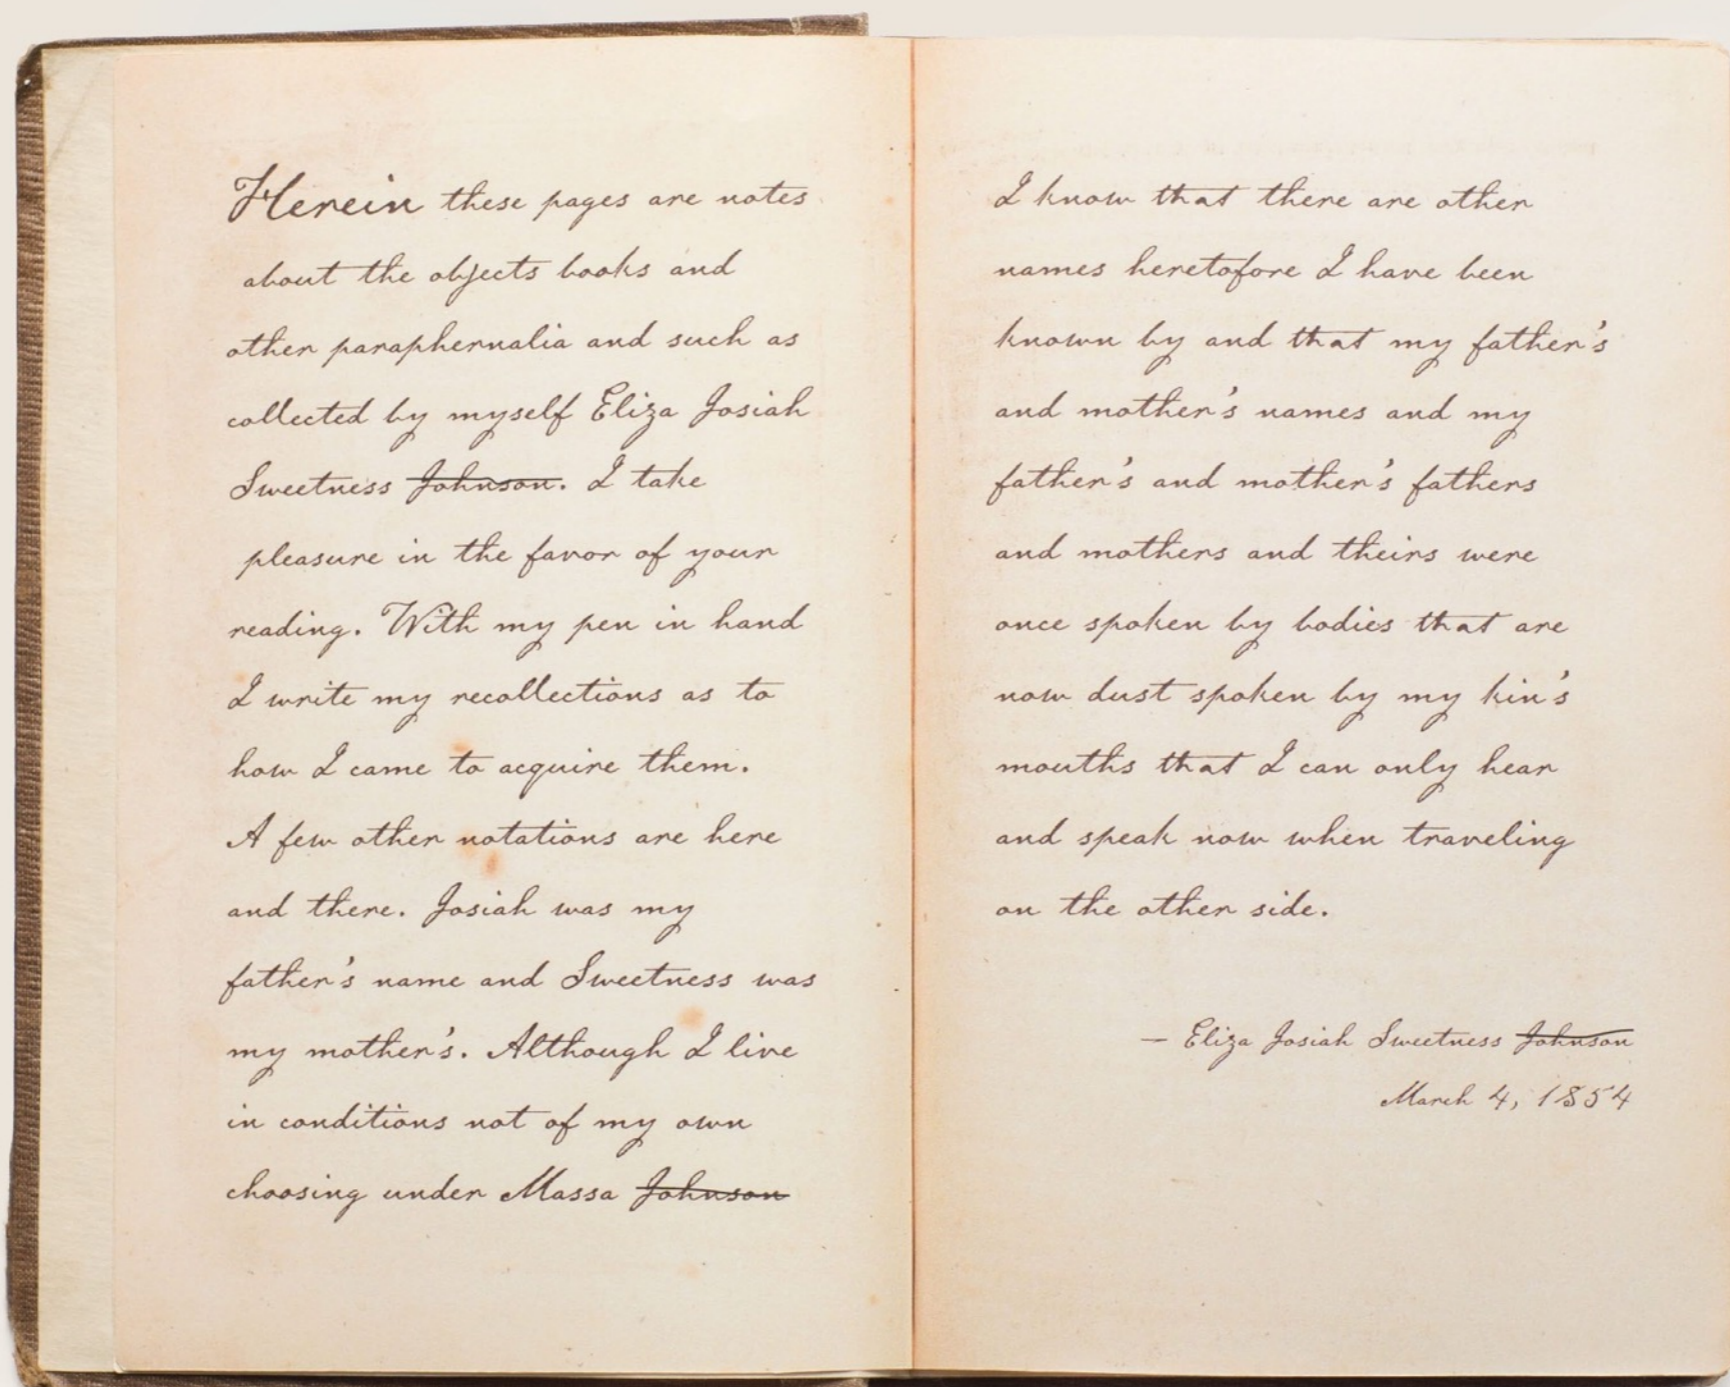 Herein these pages are notes
about the objects books and
other paraphernalia and such as
collected by myself Eliza Josiah
Sweetness Johnson. I take
pleasure in the favor of your
reading. With my pen in hand
I write my recollections as to
how I came to acquire them.
A few other notations are here
and there. Josiah was my
father's name and Sweetness was
my mother's. Although I live
in conditions not of my own
choosing under Massa Johnson
I know that there are other
names heretofore I have been
known by and that my father's
and mother's names and my
father's and mother's fathers
and mothers and theirs were
once spoken by bodies that are
now dust spoken by my kin's
mouths that I can only hear
and speak now when traveling
on the other side.
— Eliza Josiah Sweetness Johnson
March 4, 1854